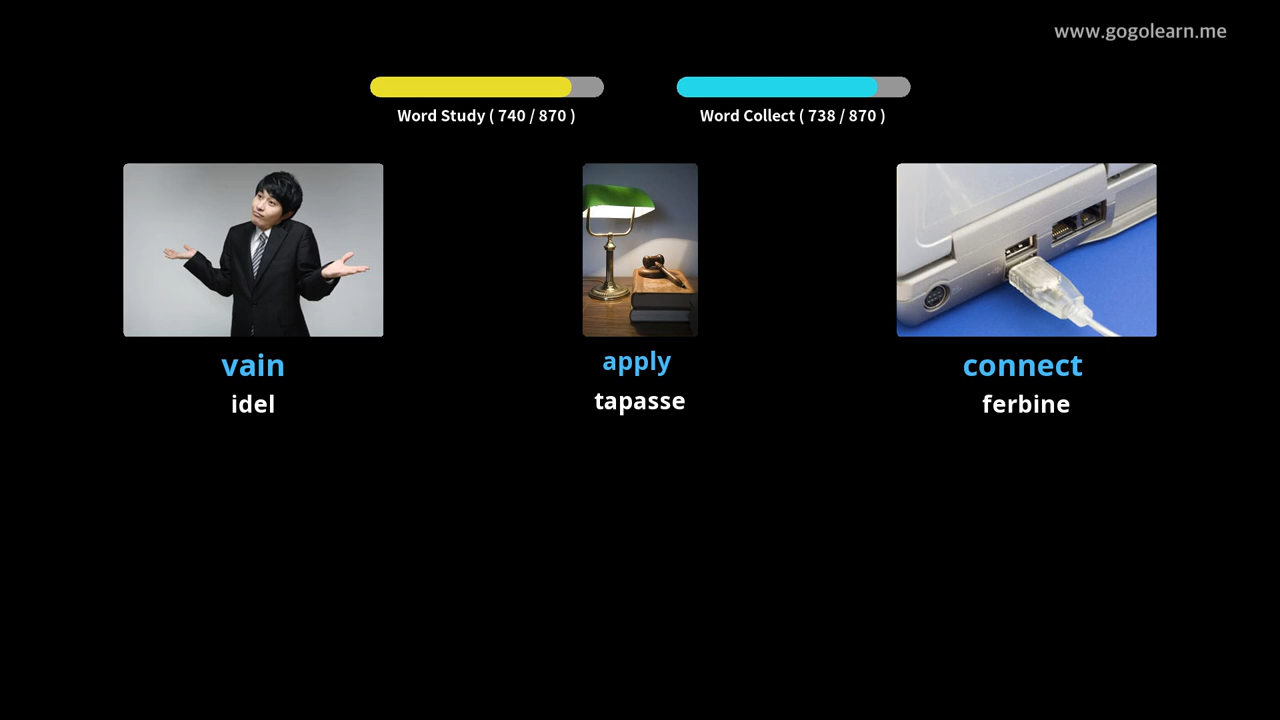 www.gogolearn.me
Word Study ( 740 / 870 )
Word Collect ( 738 / 870 )
vain
idel
apply
tapasse
connect
ferbine